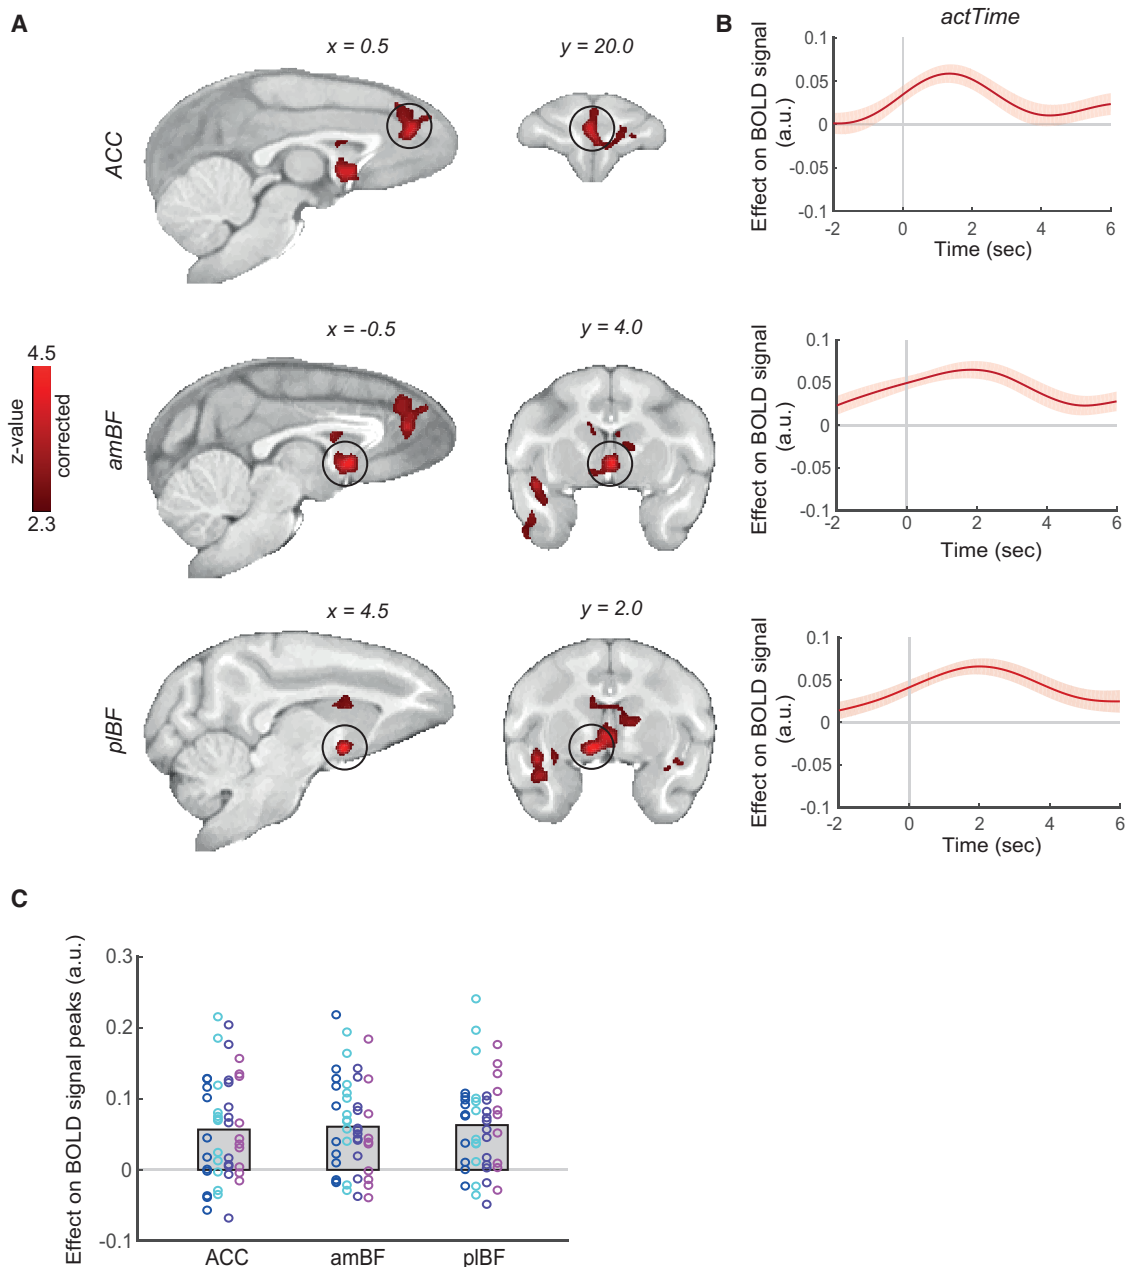 A
x = 0.5
y = 20.0
ACC
x = -0.5
y = 4.0
amBF
4.5
z-value
corrected
2.3
x = 4.5
y = 2.0
plBF
B
actTime
Effect on BOLD signal
(a.u.)
0.1
0.05
0
-0.05
-0.1
-2
0
2
4
6
Time (sec)
Effect on BOLD signal
(a.u.)
0.1
0.05
0
-0.05
-0.1
-2
0
2
4
6
Time (sec)
Effect on BOLD signal
(a.u.)
0.1
0.05
0
-0.05
-0.1
-2
0
2
4
6
Time (sec)
C
Effect on BOLD signal peaks (a.u.)
0.3
0.2
0.1
0
-0.1
ACC
amBF
plBF